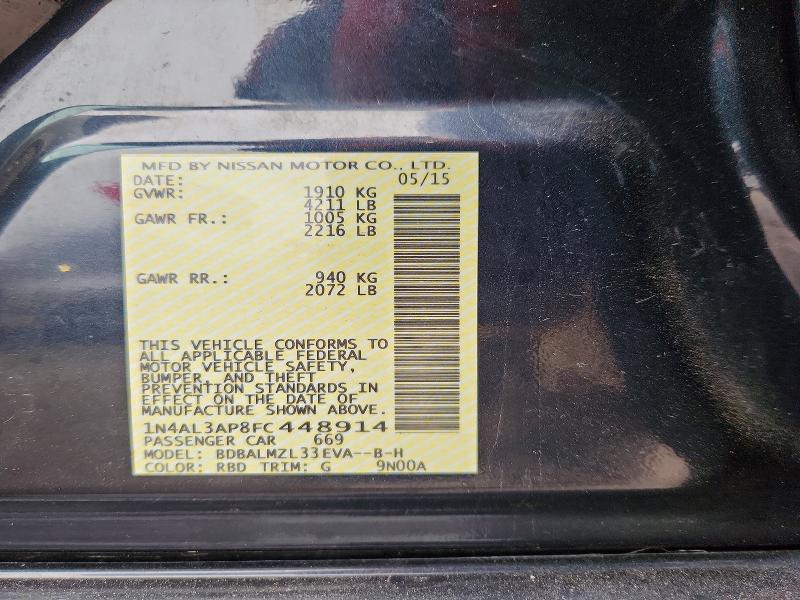 MFD BY NISSAN MOTOR CO., LTD.
DATE: 05/15
GVWR: 1910 KG
4211 LB
GAWR FR.: 1005 KG
2216 LB
GAWR RR.: 940 KG
2072 LB
THIS VEHICLE CONFORMS TO
ALL APPLICABLE FEDERAL
MOTOR VEHICLE SAFETY,
BUMPER, AND THEFT
PREVENTION STANDARDS IN
EFFECT ON THE DATE OF
MANUFACTURE SHOWN ABOVE.
1N4AL3AP8FC448914
PASSENGER CAR 669
MODEL: BDBALMZL33EVA--B-H
COLOR: RBD TRIM: G 9N00A